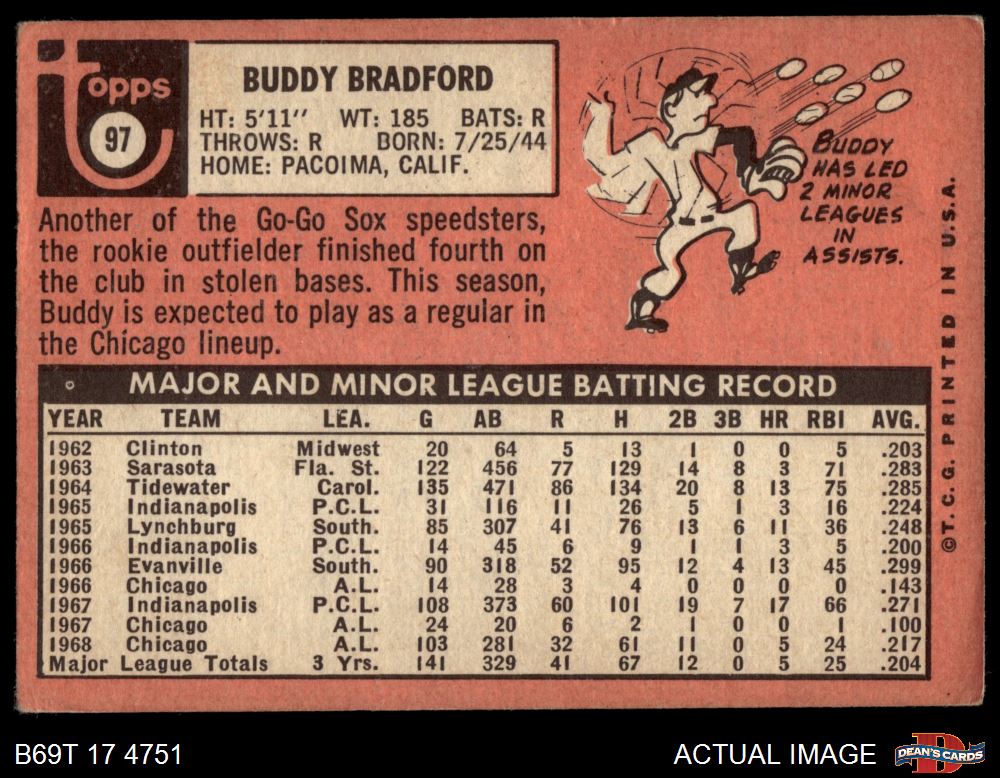 topps
97
BUDDY BRADFORD
HT: 5'11" WT: 185 BATS: R
THROWS: R BORN: 7/25/44
HOME: PACOIMA, CALIF.
Another of the Go-Go Sox speedsters,
the rookie outfielder finished fourth on
the club in stolen bases. This season,
Buddy is expected to play as a regular in
the Chicago lineup.
BUDDY
HAS LED
2 MINOR
LEAGUES
IN
ASSISTS.
©T.C.G. PRINTED IN U.S.A.
MAJOR AND MINOR LEAGUE BATTING RECORD
YEAR TEAM LEA. G AB R H 2B 3B HR RBI AVG.
1962 Clinton Midwest 20 64 5 13 1 0 0 5 .203
1963 Sarasota Fla. St. 122 456 77 129 14 8 3 71 .283
1964 Tidewater Carol. 135 471 86 134 20 8 13 75 .285
1965 Indianapolis P.C.L. 31 116 11 26 5 1 3 16 .224
1965 Lynchburg South. 85 307 41 76 13 6 11 36 .248
1966 Indianapolis P.C.L. 14 45 6 9 1 1 3 5 .200
1966 Evanville South. 90 318 52 95 12 4 13 45 .299
1966 Chicago A.L. 14 28 3 4 0 0 0 0 .143
1967 Indianapolis P.C.L. 108 373 60 101 19 7 17 66 .271
1967 Chicago A.L. 24 20 6 2 1 0 0 1 .100
1968 Chicago A.L. 103 281 32 61 11 0 5 24 .217
Major League Totals 3 Yrs. 141 329 41 67 12 0 5 25 .204
B69T 17 4751
ACTUAL IMAGE
DEAN'S CARDS